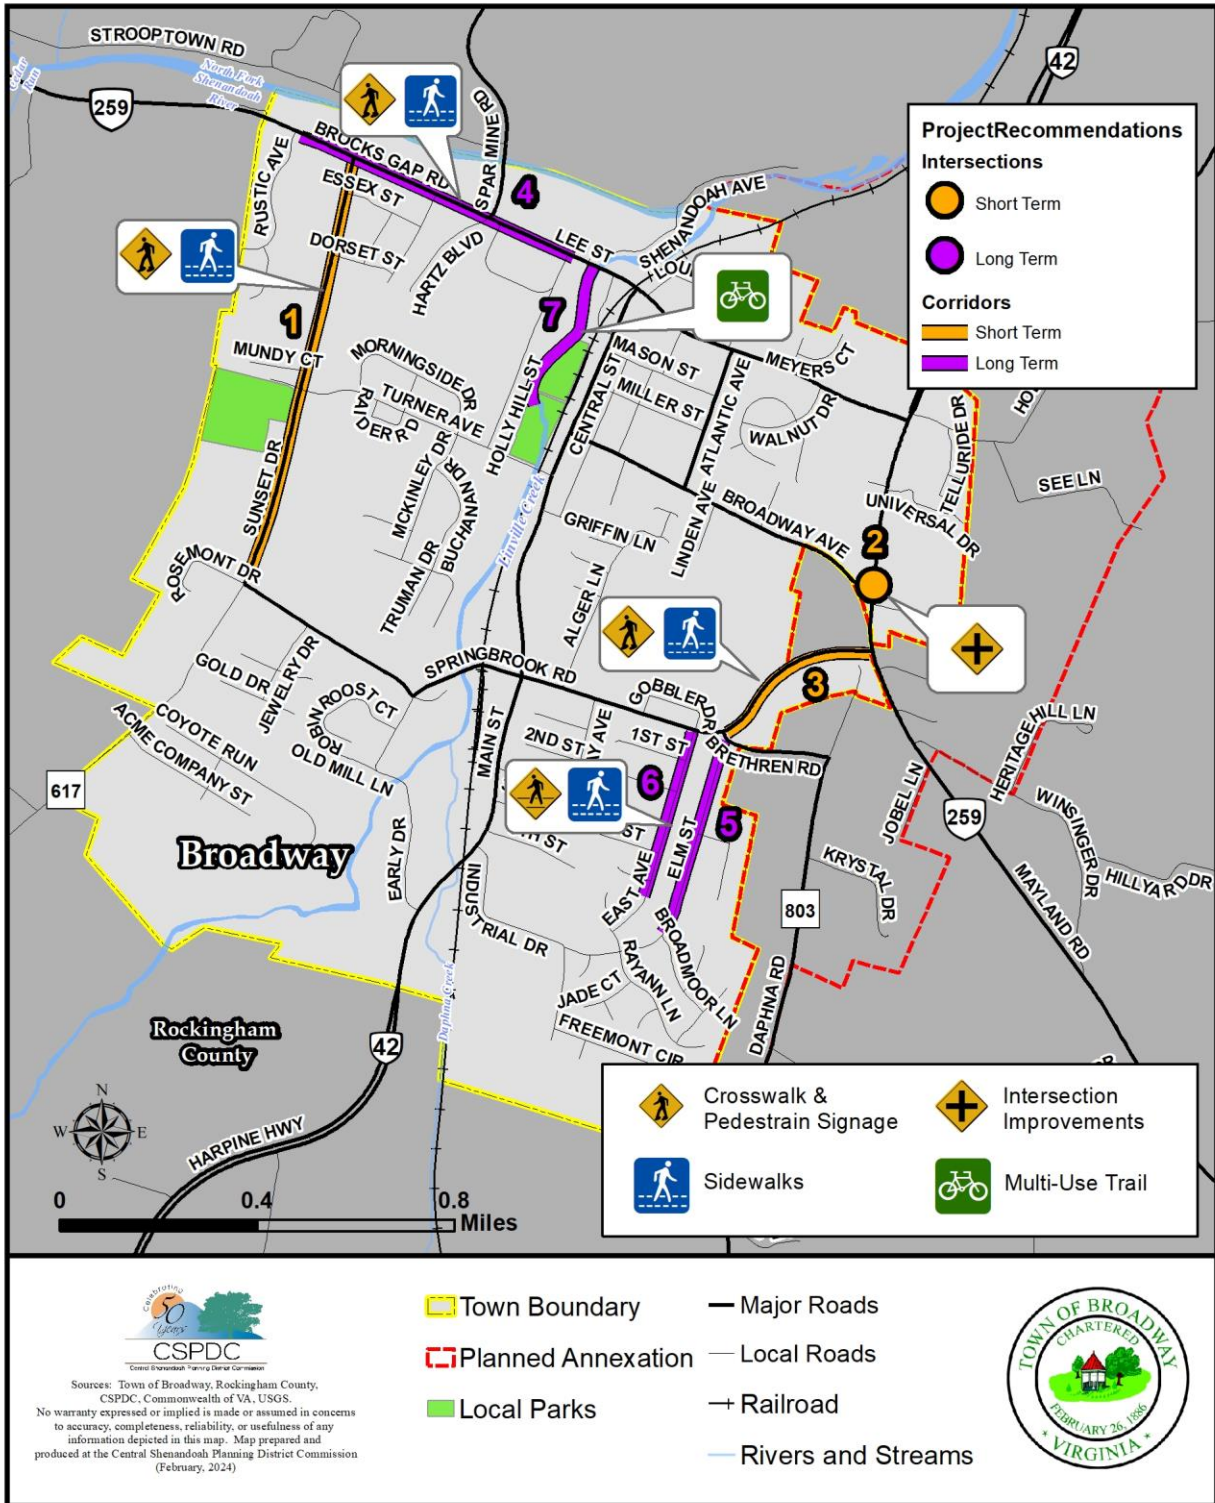 STROOPTOWN RD
North Fork
Shenandoah
River
Cedar
Run
259
42
SPAR MINE RD
BROCKS GAP RD
RUSTIC AVE
ESSEX ST
4
LEE ST
SHENANDOAH AVE
DORSET ST
HARTZ BLVD
1
7
MUNDY CT
MORNINGSIDE DR
TURNER AVE
RAIDER RD
HOLLY HILL ST
MASON ST
MILLER ST
CENTRAL ST
MEYERS CT
ATLANTIC AVE
WALNUT DR
TELLURIDE DR
SEE LN
SUNSET DR
MCKINLEY DR
BUCHANAN DR
Linville Creek
GRIFFIN LN
LINDEN AVE
BROADWAY AVE
UNIVERSAL DR
2
ROSEMONT DR
TRUMAN DR
ALGER LN
SPRINGBROOK RD
GOLD DR
JEWELRY DR
ROBIN ROOST CT
COYOTE RUN
ACME COMPANY ST
OLD MILL LN
MAIN ST
GOBBLER DR
3
2ND ST
1ST ST
BRETHREN RD
HERITAGE HILL LN
617
6
5
ELM ST
JOBEL LN
259
WINSINGER DR
HILLYARD DR
Broadway
EARLY DR
INDUSTRIAL DR
EAST AVE
BROADMOOR LN
KRYSTAL DR
MAYLAND RD
803
RAYANN LN
JADE CT
FREEMONT CIR
DAPHNA RD
Daphna Creek
Rockingham
County
42
HARPINE HWY
N
W E
S
0 0.4 0.8
Miles
ProjectRecommendations
Intersections
Short Term
Long Term
Corridors
Short Term
Long Term
Crosswalk &
Pedestrain Signage
Intersection
Improvements
Sidewalks
Multi-Use Trail
Celebrating
50
Years
CSPDC
Central Shenandoah Planning District Commission
Sources: Town of Broadway, Rockingham County,
CSPDC, Commonwealth of VA, USGS.
No warranty expressed or implied is made or assumed in concerns
to accuracy, completeness, reliability, or usefulness of any
information depicted in this map. Map prepared and
produced at the Central Shenandoah Planning District Commission
(February, 2024)
Town Boundary
Planned Annexation
Local Parks
Major Roads
Local Roads
Railroad
Rivers and Streams
TOWN OF BROADWAY
CHARTERED
FEBRUARY 26, 1886
* VIRGINIA *